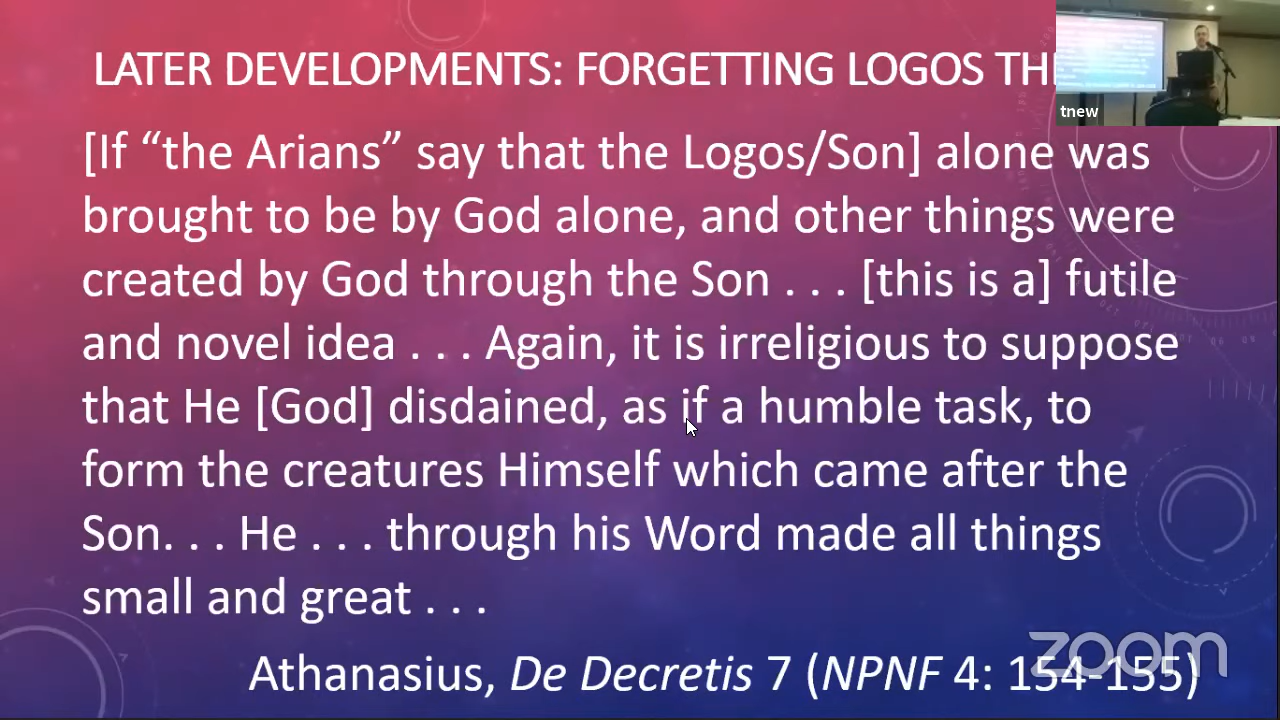 LATER DEVELOPMENTS: FORGETTING LOGOS
tnew
[If “the Arians” say that the Logos/Son] alone was
brought to be by God alone, and other things were
created by God through the Son . . . [this is a] futile
and novel idea . . . Again, it is irreligious to suppose
that He [God] disdained, as if a humble task, to
form the creatures Himself which came after the
Son. . . He . . . through his Word made all things
small and great . . .
Athanasius, De Decretis 7 (NPNF 4: 154-155)
zoom